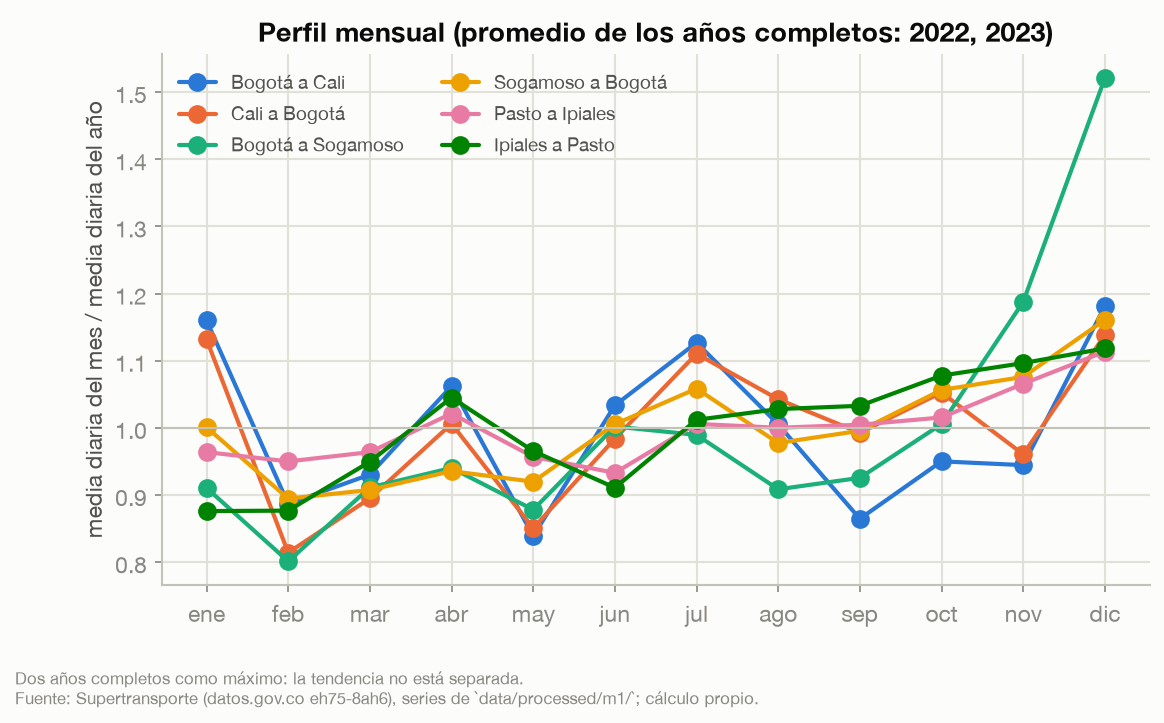 Perfil mensual (promedio de los años completos: 2022, 2023)
Bogotá a Cali
Cali a Bogotá
Bogotá a Sogamoso
Sogamoso a Bogotá
Pasto a Ipiales
Ipiales a Pasto
media diaria del mes / media diaria del año
1.5
1.4
1.3
1.2
1.1
1.0
0.9
0.8
ene feb mar abr may jun jul ago sep oct nov dic
Dos años completos como máximo: la tendencia no está separada.
Fuente: Supertransporte (datos.gov.co eh75-8ah6), series de `data/processed/m1/`; cálculo propio.